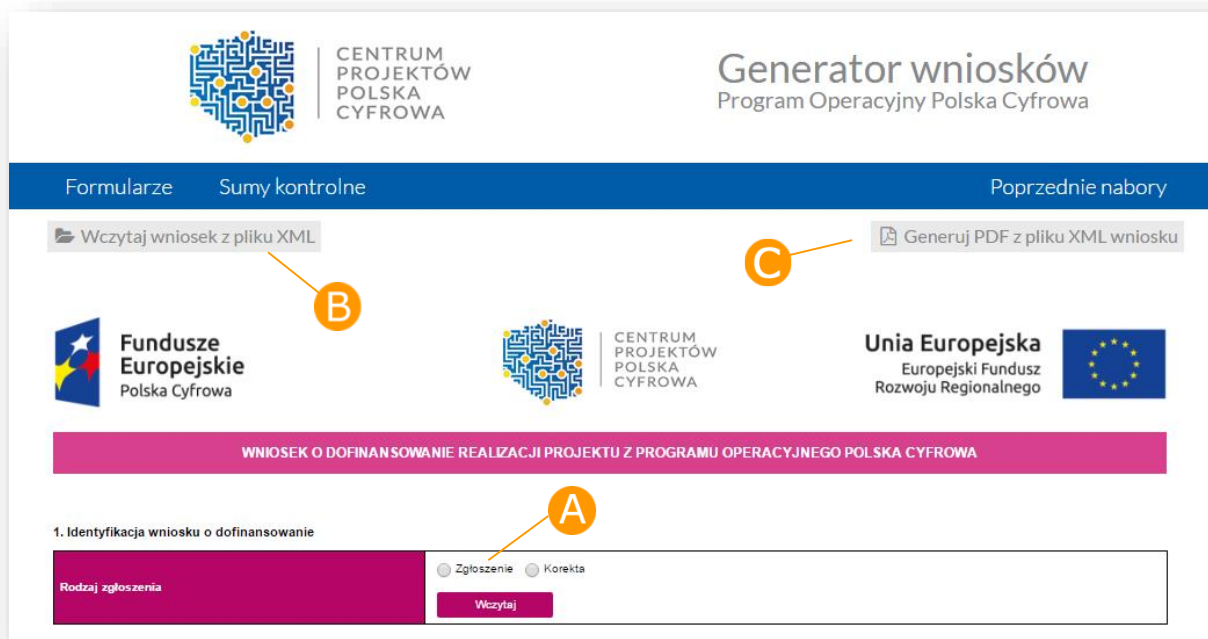 CENTRUM
PROJEKTÓW
POLSKA
CYFROWA
Generator wniosków
Program Operacyjny Polska Cyfrowa
Formularze
Sumy kontrolne
Poprzednie nabory
Wczytaj wniosek z pliku XML
Generuj PDF z pliku XML wniosku
C
B
Fundusze
Europejskie
Polska Cyfrowa
CENTRUM
PROJEKTÓW
POLSKA
CYFROWA
Unia Europejska
Europejski Fundusz
Rozwoju Regionalnego
WNIOSEK O DOFINANSOWANIE REALIZACJI PROJEKTU Z PROGRAMU OPERACYJNEGO POLSKA CYFROWA
A
1. Identyfikacja wniosku o dofinansowanie
Rodzaj zgłoszenia
Zgłoszenie
Korekta
Wczytaj